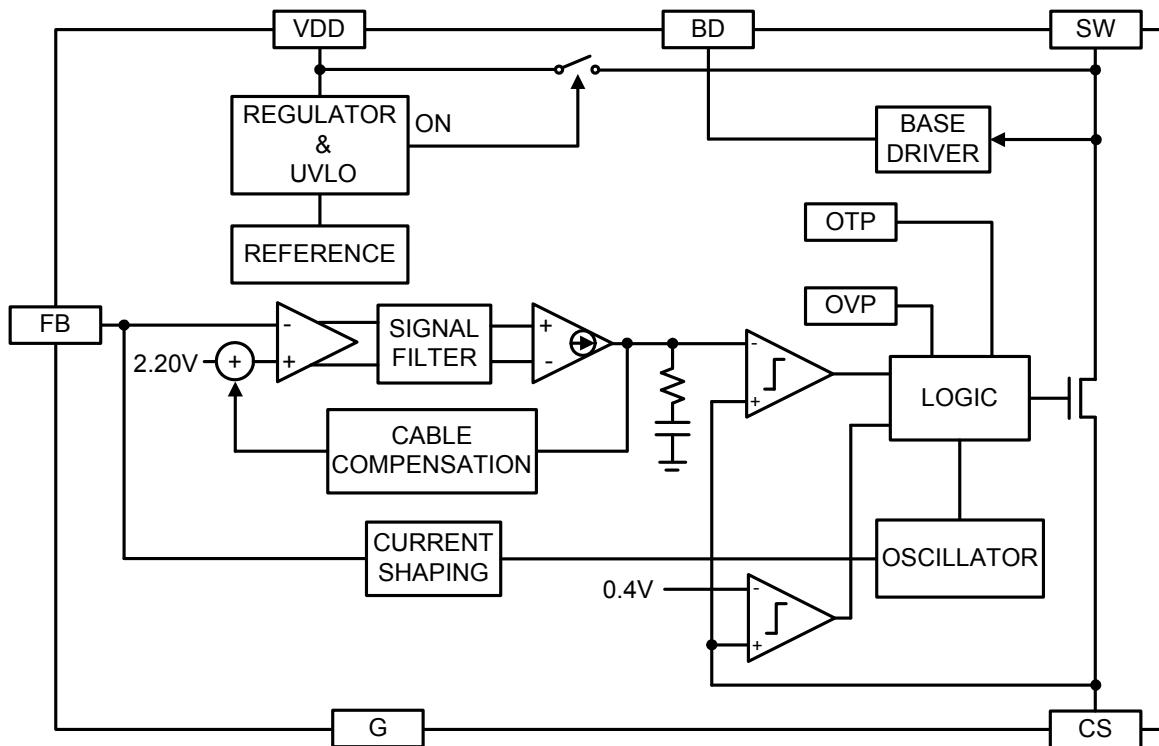 VDD
BD
SW
REGULATOR
&
UVLO
ON
BASE
DRIVER
REFERENCE
OTP
OVP
FB
-
+
2.20V
+
SIGNAL
FILTER
+
-
-
+
LOGIC
CABLE
COMPENSATION
CURRENT
SHAPING
OSCILLATOR
0.4V
-
+
G
CS